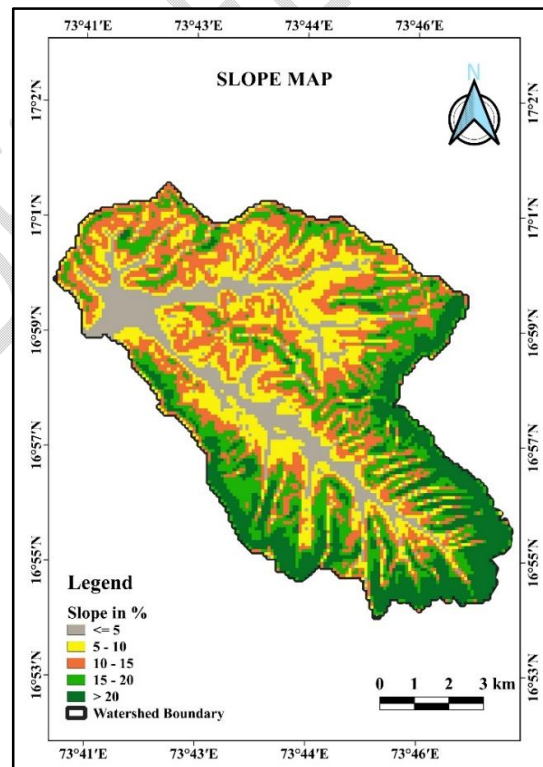 73°41'E 73°43'E 73°44'E 73°46'E
SLOPE MAP
N
17°2'N 17°2'N
17°1'N 17°1'N
16°59'N 16°59'N
16°57'N 16°57'N
16°55'N 16°55'N
16°53'N 16°53'N
Legend
Slope in %
<= 5
5 - 10
10 - 15
15 - 20
> 20
Watershed Boundary
0 1 2 3 km
73°41'E 73°43'E 73°44'E 73°46'E